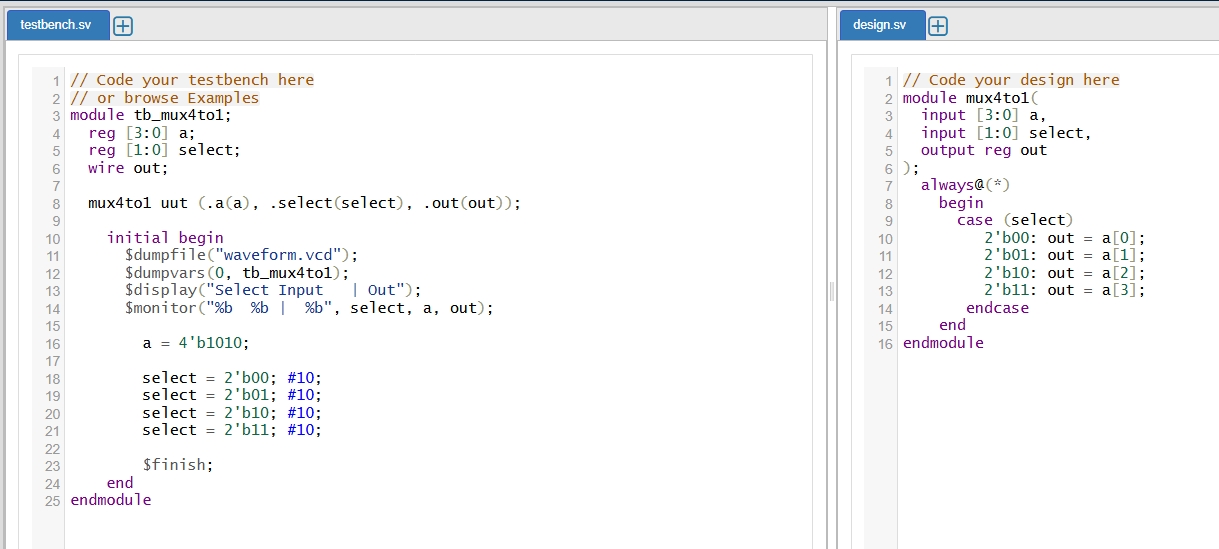 testbench.sv
1 // Code your testbench here
2 // or browse Examples
3 module tb_mux4to1;
4 reg [3:0] a;
5 reg [1:0] select;
6 wire out;
7
8 mux4to1 uut (.a(a), .select(select), .out(out));
9
10 initial begin
11 $dumpfile("waveform.vcd");
12 $dumpvars(0, tb_mux4to1);
13 $display("Select Input   | Out");
14 $monitor("%b  %b |  %b", select, a, out);
15
16 a = 4'b1010;
17
18 select = 2'b00; #10;
19 select = 2'b01; #10;
20 select = 2'b10; #10;
21 select = 2'b11; #10;
22
23 $finish;
24 end
25 endmodule
design.sv
1 // Code your design here
2 module mux4to1(
3 input [3:0] a,
4 input [1:0] select,
5 output reg out
6 );
7 always@(*)
8 begin
9 case (select)
10 2'b00: out = a[0];
11 2'b01: out = a[1];
12 2'b10: out = a[2];
13 2'b11: out = a[3];
14 endcase
15 end
16 endmodule